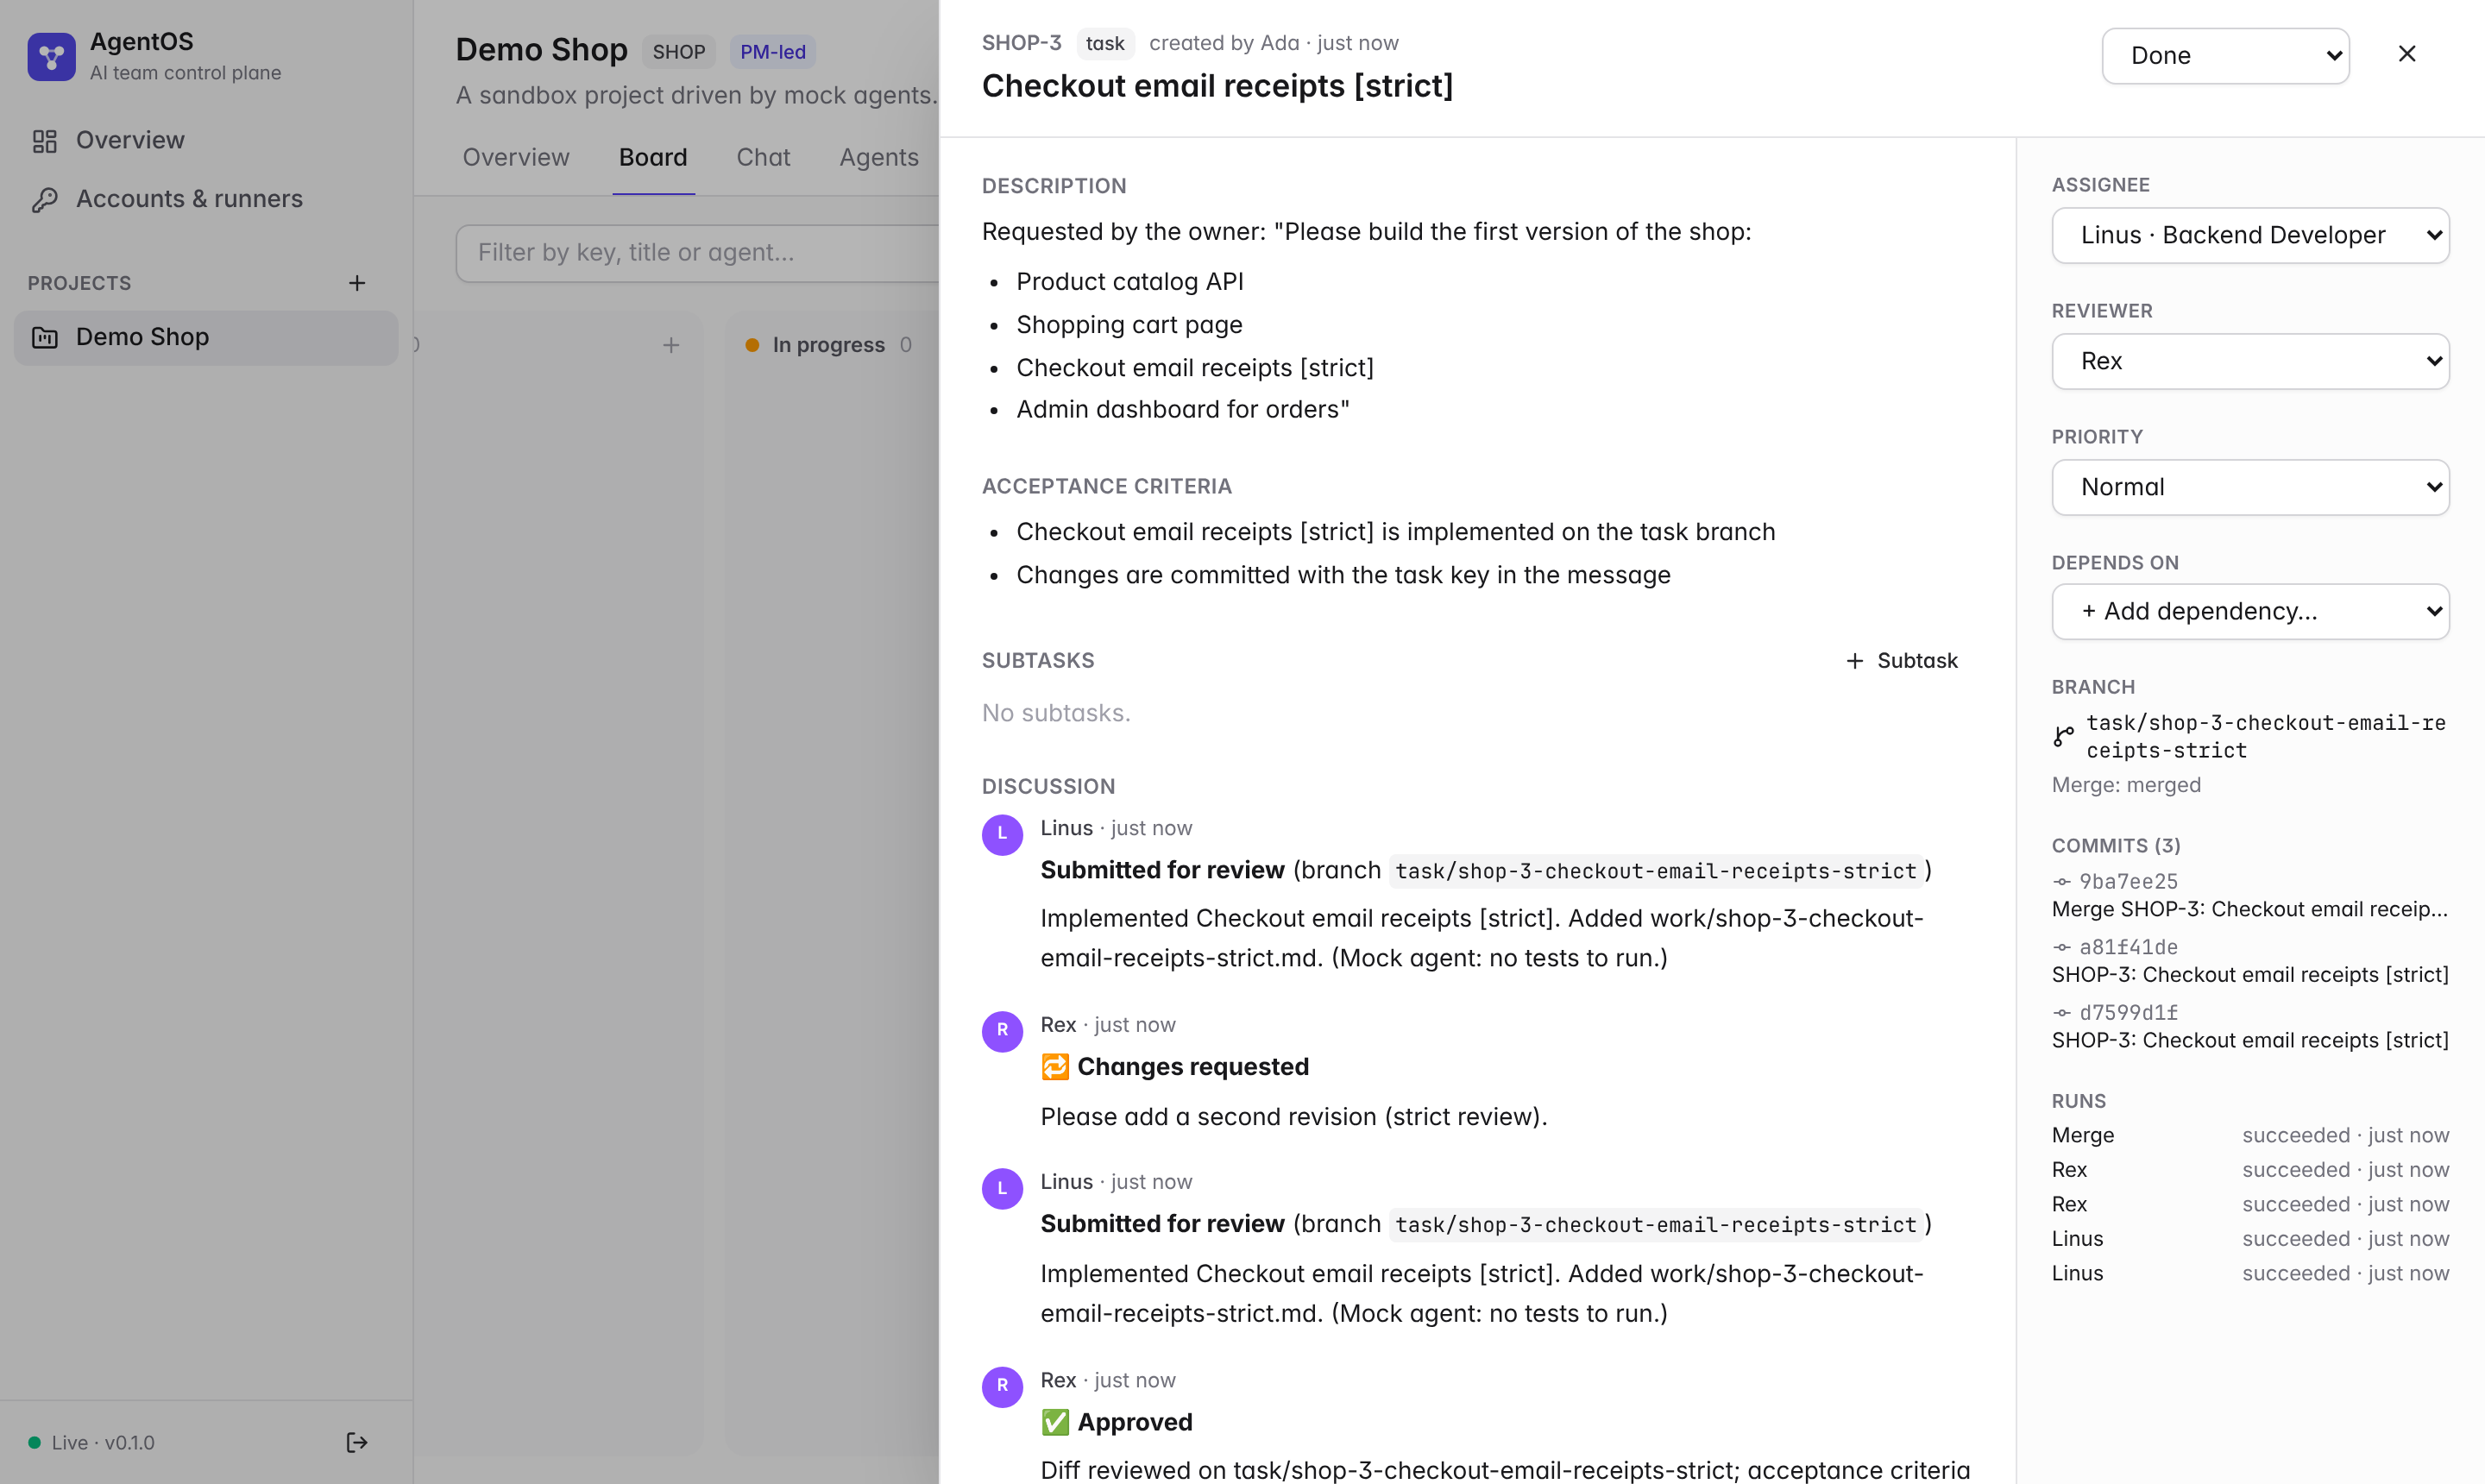 AgentOS
AI team control plane
Overview
Accounts & runners
PROJECTS
Demo Shop
Live · v0.1.0
Demo Shop SHOP PM-led
A sandbox project driven by mock agents.
Overview Board Chat Agents
Filter by key, title or agent...
In progress 0
SHOP-3 task created by Ada · just now
Checkout email receipts [strict]
Done
DESCRIPTION
Requested by the owner: "Please build the first version of the shop:
• Product catalog API
• Shopping cart page
• Checkout email receipts [strict]
• Admin dashboard for orders"
ACCEPTANCE CRITERIA
• Checkout email receipts [strict] is implemented on the task branch
• Changes are committed with the task key in the message
SUBTASKS
+ Subtask
No subtasks.
DISCUSSION
L Linus · just now
Submitted for review (branch task/shop-3-checkout-email-receipts-strict)
Implemented Checkout email receipts [strict]. Added work/shop-3-checkout-
email-receipts-strict.md. (Mock agent: no tests to run.)
R Rex · just now
🔁 Changes requested
Please add a second revision (strict review).
L Linus · just now
Submitted for review (branch task/shop-3-checkout-email-receipts-strict)
Implemented Checkout email receipts [strict]. Added work/shop-3-checkout-
email-receipts-strict.md. (Mock agent: no tests to run.)
R Rex · just now
✅ Approved
Diff reviewed on task/shop-3-checkout-email-receipts-strict; acceptance criteria
ASSIGNEE
Linus · Backend Developer
REVIEWER
Rex
PRIORITY
Normal
DEPENDS ON
+ Add dependency...
BRANCH
task/shop-3-checkout-email-re
ceipts-strict
Merge: merged
COMMITS (3)
9ba7ee25
Merge SHOP-3: Checkout email receip...
a81f41de
SHOP-3: Checkout email receipts [strict]
d7599d1f
SHOP-3: Checkout email receipts [strict]
RUNS
Merge succeeded · just now
Rex succeeded · just now
Rex succeeded · just now
Linus succeeded · just now
Linus succeeded · just now